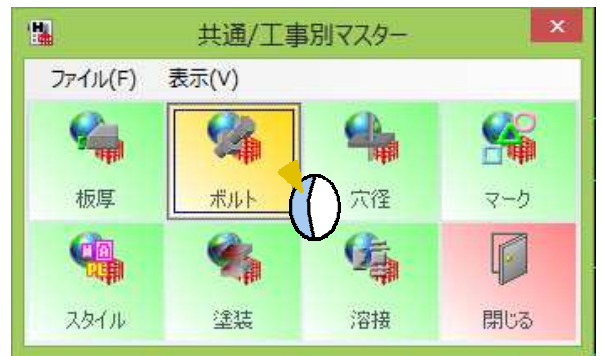 共通/工事別マスター
ファイル(F) 表示(V)
板厚 ボルト 穴径 マーク
スタイル 塗装 溶接 閉じる